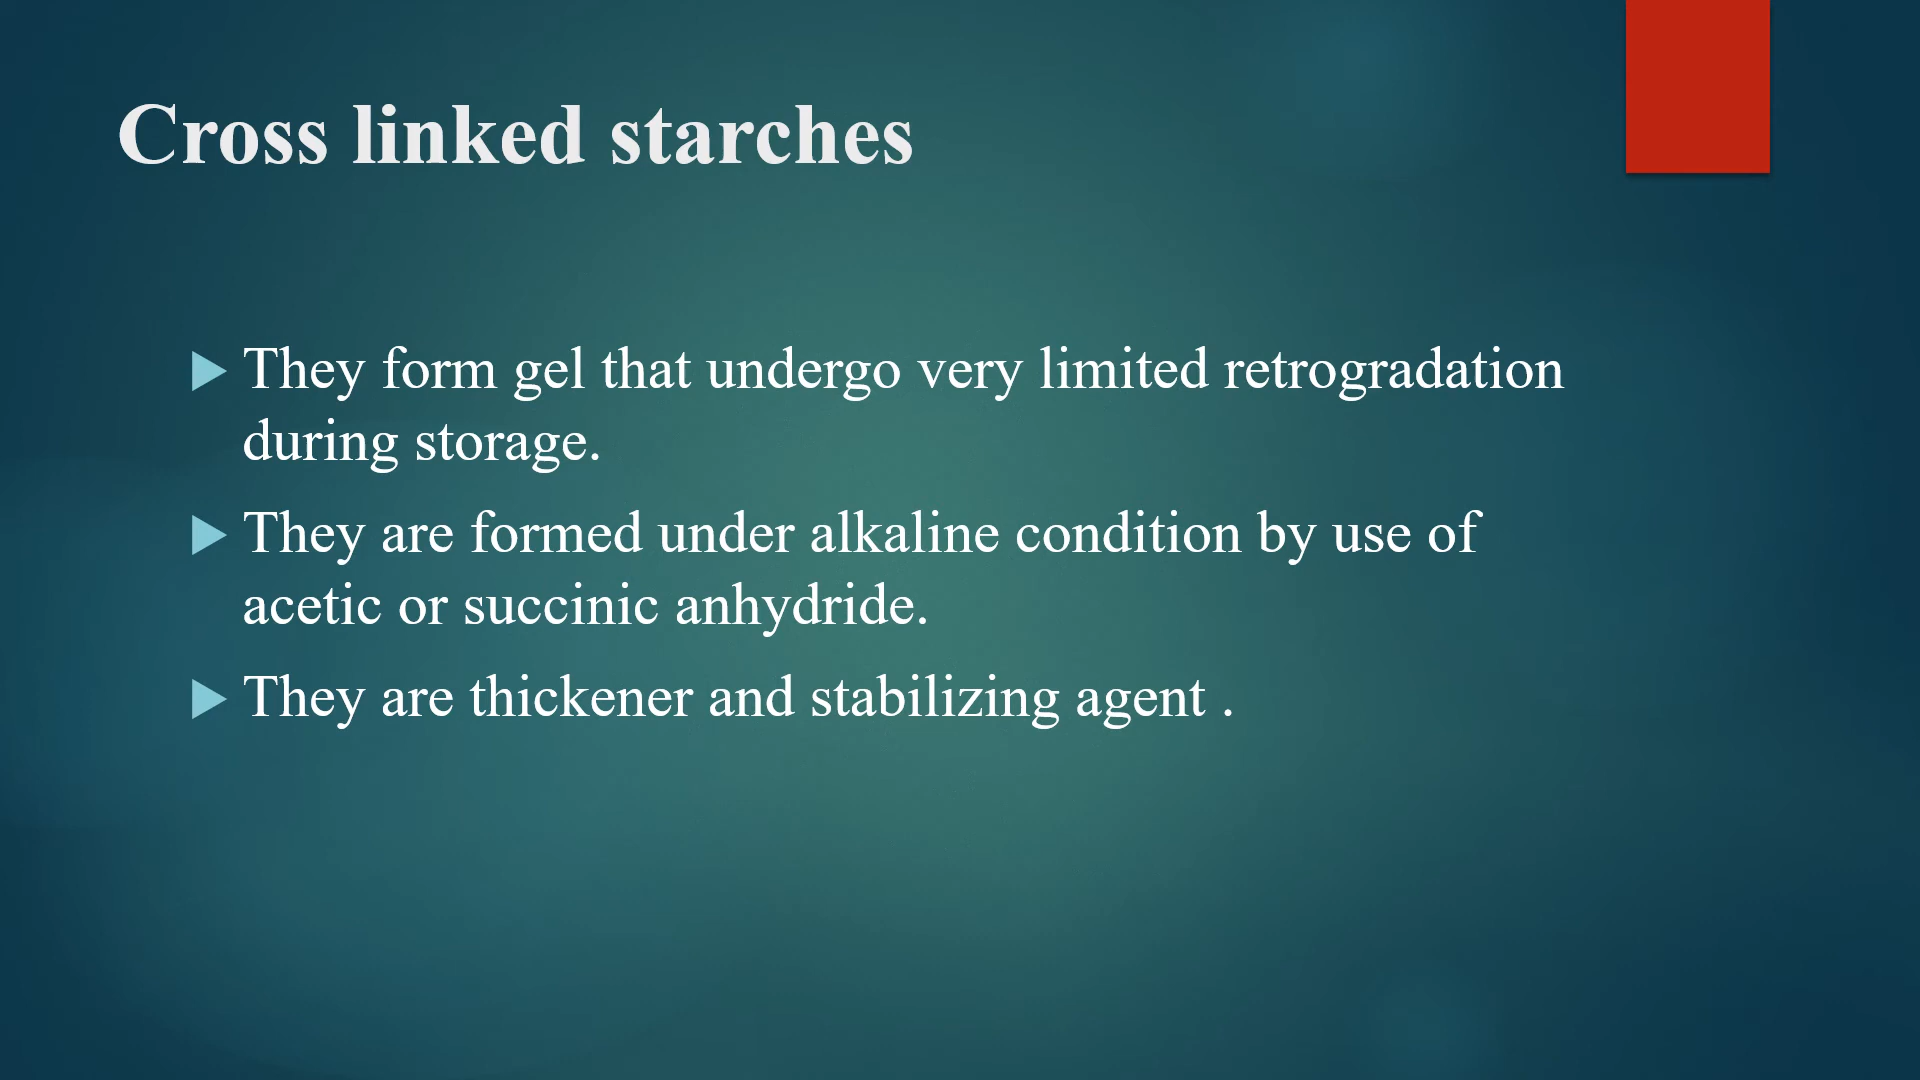 Cross linked starches
They form gel that undergo very limited retrogradation
during storage.
They are formed under alkaline condition by use of
acetic or succinic anhydride.
They are thickener and stabilizing agent .